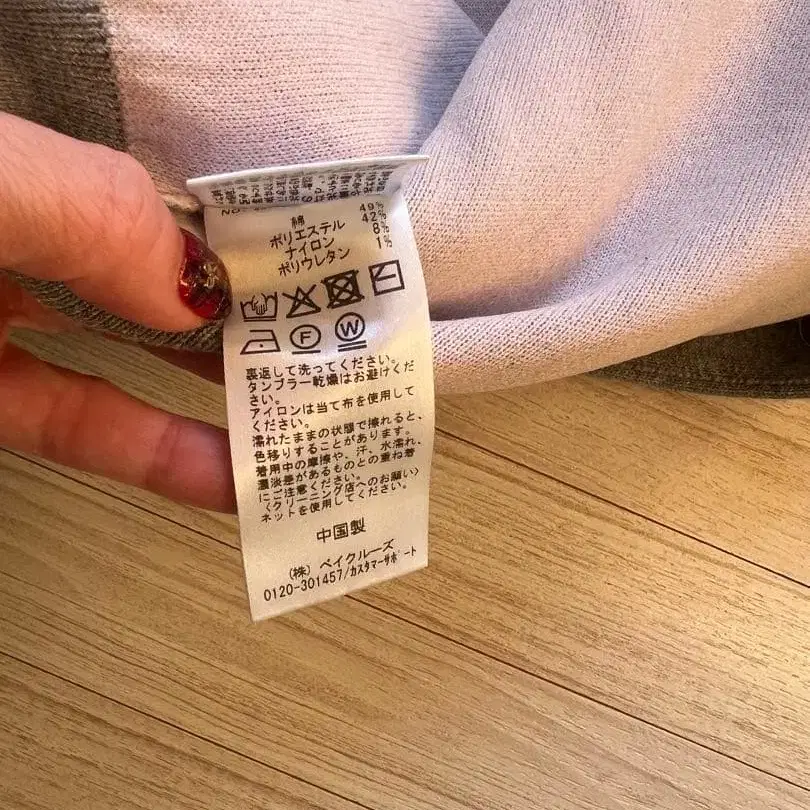 綿 49%
ポリエステル 42%
ナイロン 8%
ポリウレタン 1%
F
W
裏返して洗ってください。
タンブラー乾燥はお避けくだ
さい。
アイロンは当て布を使用して
ください。
濡れたままの状態で擦れると、
色移りすることがあります。
着用中の摩擦や、汗、水濡れ、
濃淡差があるものとの重ね着
にご注意ください。
〈クリーニング店へのお願い〉
ネットを使用してください。
中国製
(株) ベイクルーズ
0120-301457/カスタマーサポート